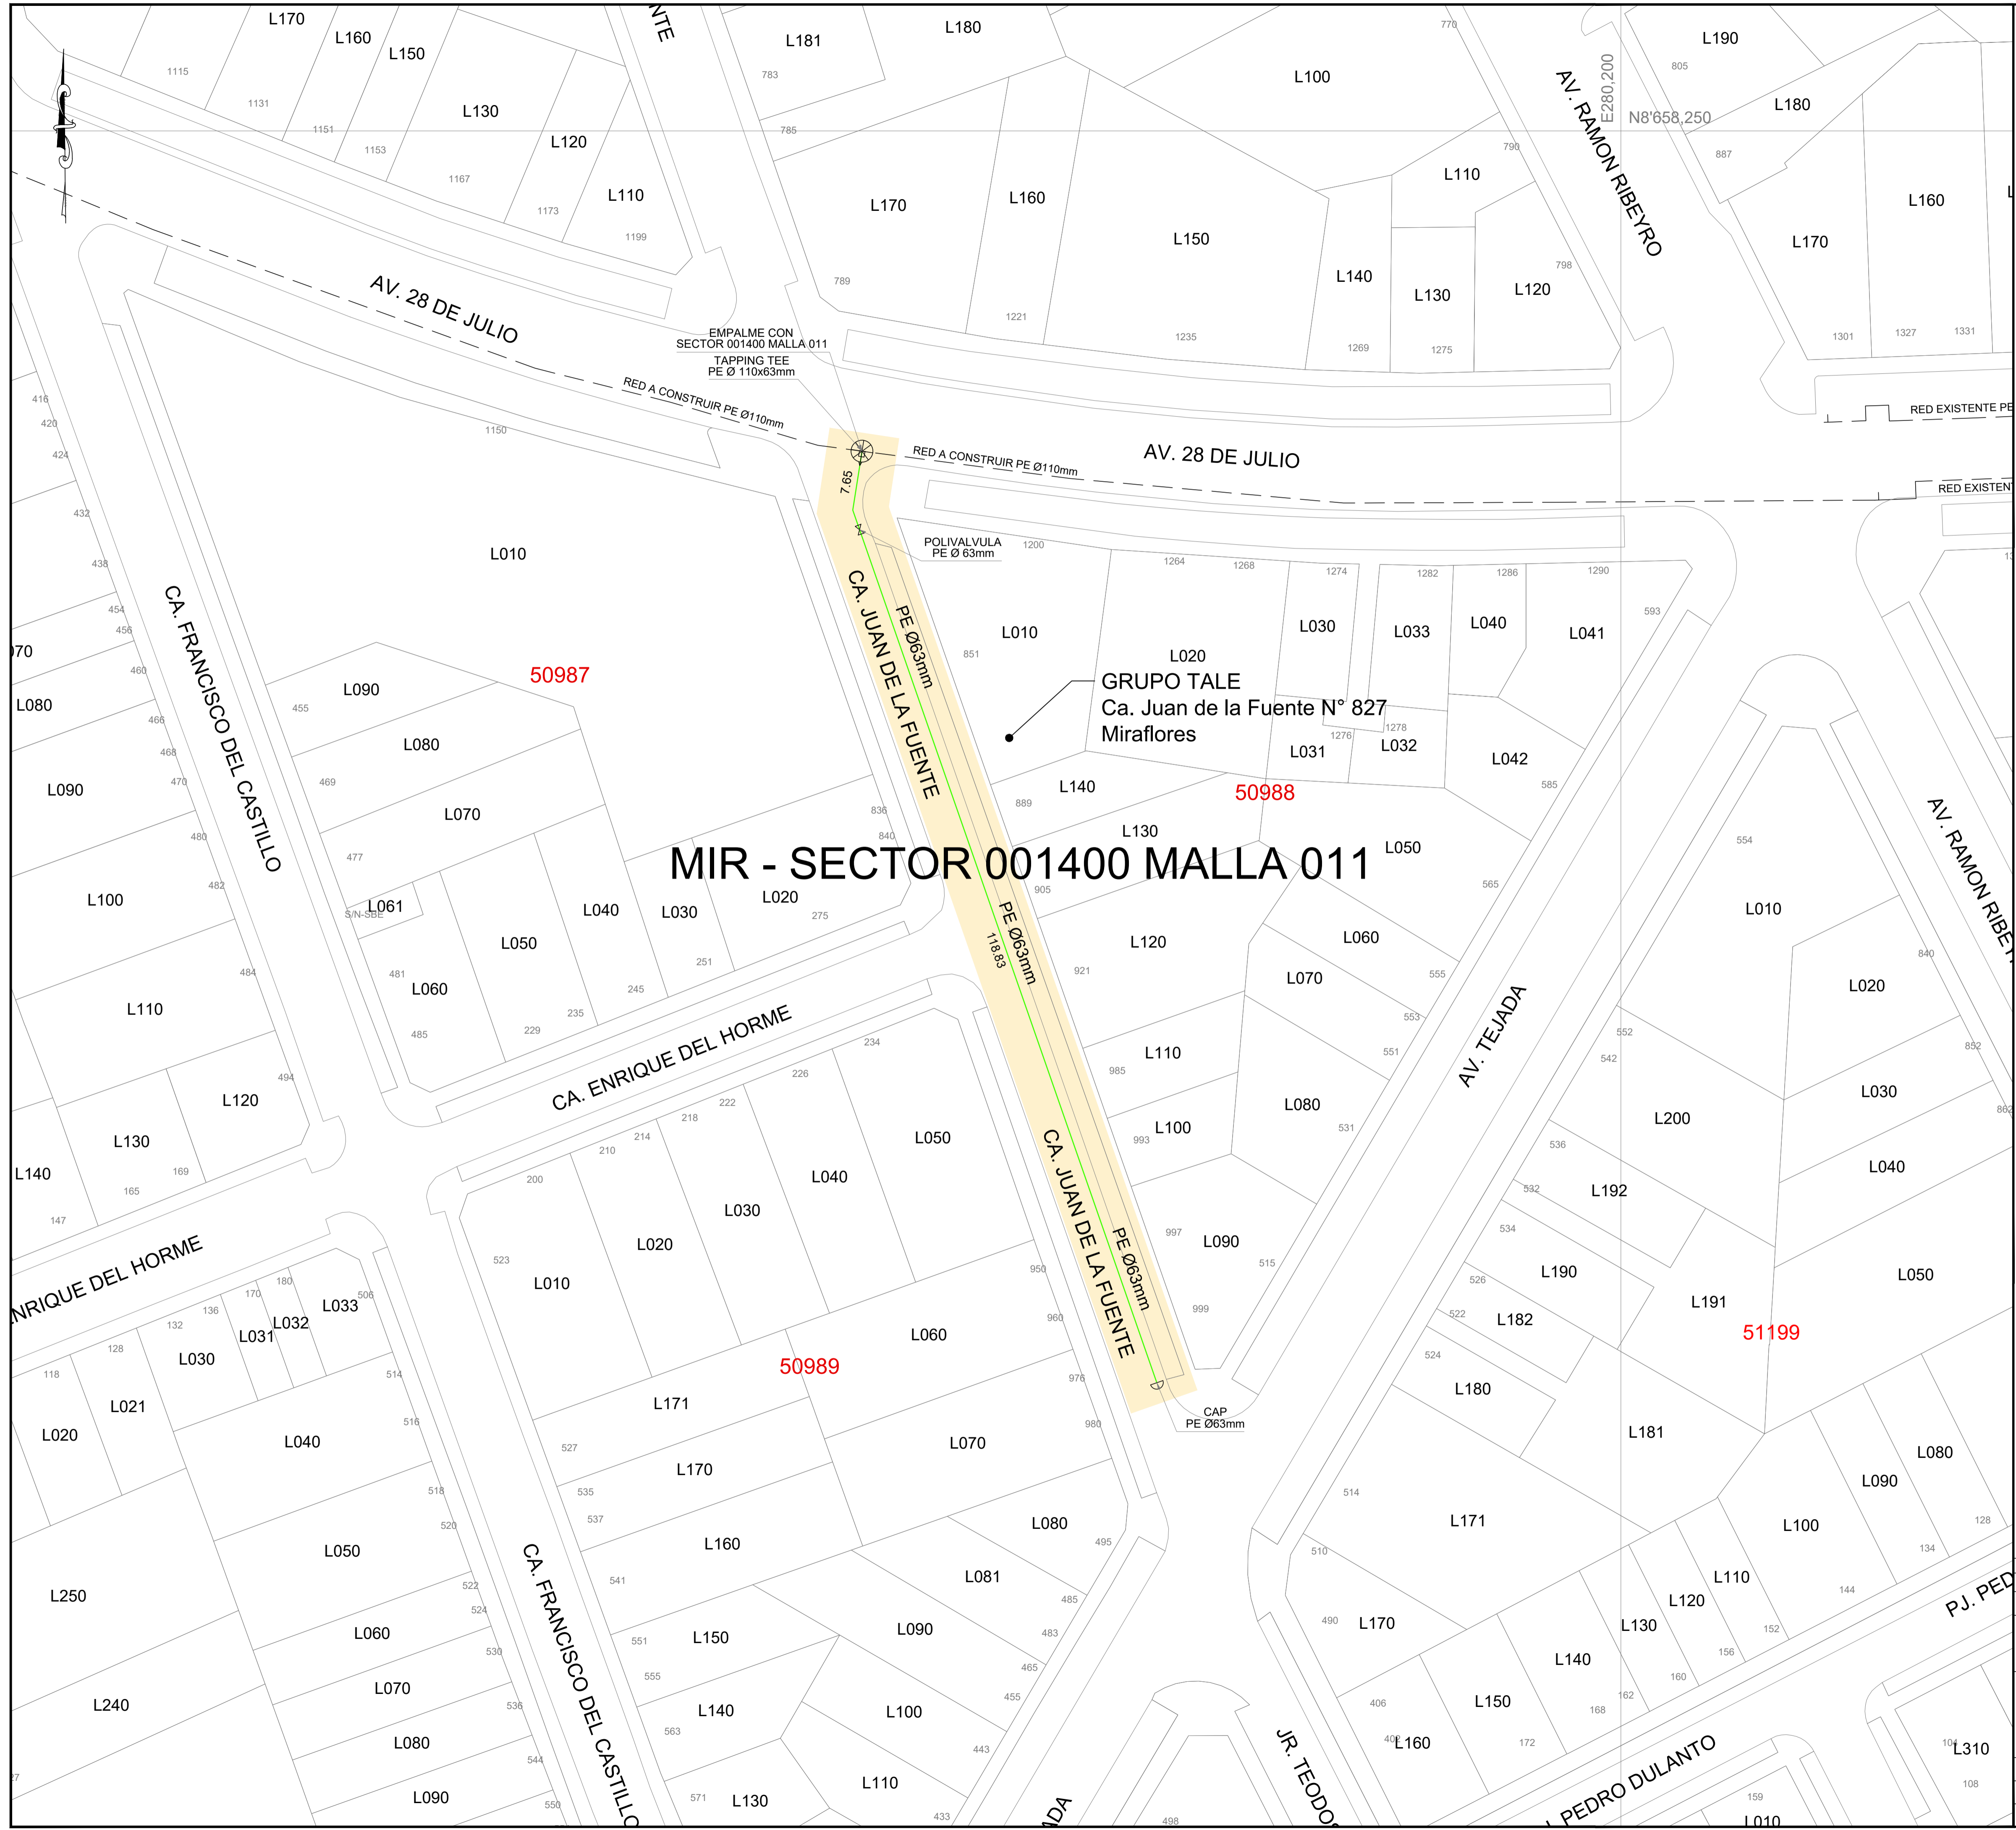 L170
L160
L150
1115
1131
1151
1153
L130
1167
L120
1173
L110
1199
NTE
L181
783
L180
785
L100
770
AV. RAMON RIBEYRO
E280,200
N8'658,250
L190
805
L180
887
L170
L160
1301
1327
1331
L170
789
L160
1221
L150
1235
L140
1269
L110
790
L130
1275
L120
798
AV. 28 DE JULIO
EMPALME CON
SECTOR 001400 MALLA 011
TAPPING TEE
PE Ø 110x63mm
RED A CONSTRUIR PE Ø110mm
RED A CONSTRUIR PE Ø110mm
AV. 28 DE JULIO
RED EXISTENTE PE
RED EXISTEN
7.65
POLIVALVULA
PE Ø 63mm
416
420
424
432
438
454
456
460
466
468
470
480
482
484
494
070
L080
L090
L100
L110
L120
L130
L140
169
165
147
CA. FRANCISCO DEL CASTILLO
1150
L010
50987
L090
455
L080
469
L070
477
L061
S/N-SBE
481
L060
485
L050
229
235
L040
245
L030
251
L020
275
836
840
CA. JUAN DE LA FUENTE
PE Ø63mm
1200
L010
851
1264
1268
L020
1274
L030
1282
L033
1286
L040
1290
L041
593
GRUPO TALE
Ca. Juan de la Fuente N° 827
Miraflores
1276
1278
L031
L032
L042
585
889
L140
50988
L130
L050
905
565
MIR - SECTOR 001400 MALLA 011
PE Ø63mm
118.83
L120
921
L060
555
L070
553
L110
985
551
L100
993
L080
531
997
L090
515
999
CA. JUAN DE LA FUENTE
PE Ø63mm
CAP
PE Ø63mm
AV. TEJADA
AV. RAMON RIBEY
554
L010
840
L020
852
552
542
L030
862
L200
536
L040
L192
532
534
L190
526
L191
L050
51199
522
L182
524
L180
L181
L080
L090
L100
128
134
514
L171
144
510
L110
L120
152
L130
156
490
L170
160
L140
162
168
L150
406
172
402
L160
PJ. PED
J. PEDRO DULANTO
104
L310
108
159
L010
CA. ENRIQUE DEL HORME
234
226
222
218
214
210
200
L050
L040
L030
L020
L010
523
950
960
L060
50989
976
980
L171
527
L070
L170
535
537
L160
541
L080
495
L081
485
L150
551
555
L090
483
465
455
L140
563
L100
443
L110
571
L130
433
ADA
498
JR. TEODOS
ENRIQUE DEL HORME
506
180
170
136
132
128
118
L033
L032
L031
L030
L021
L020
514
516
L040
518
520
L050
522
524
L250
L060
530
L070
536
L240
L080
544
L090
550
CA. FRANCISCO DEL CASTILLO